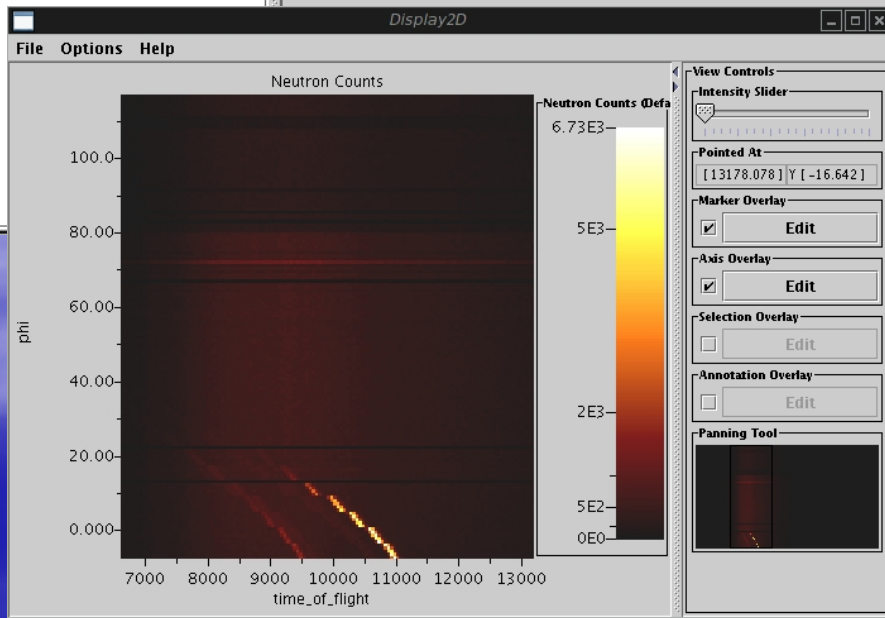 Display2D
File Options Help
Neutron Counts
100.0
80.00
60.00
40.00
20.00
0.000
phi
7000 8000 9000 10000 11000 12000 13000
time_of_flight
Neutron Counts (Defa
6.73E3
5E3
2E3
5E2
0E0
View Controls
Intensity Slider
Pointed At
[13178.078] Y [ -16.642 ]
Marker Overlay
Edit
Axis Overlay
Edit
Selection Overlay
Edit
Annotation Overlay
Edit
Panning Tool